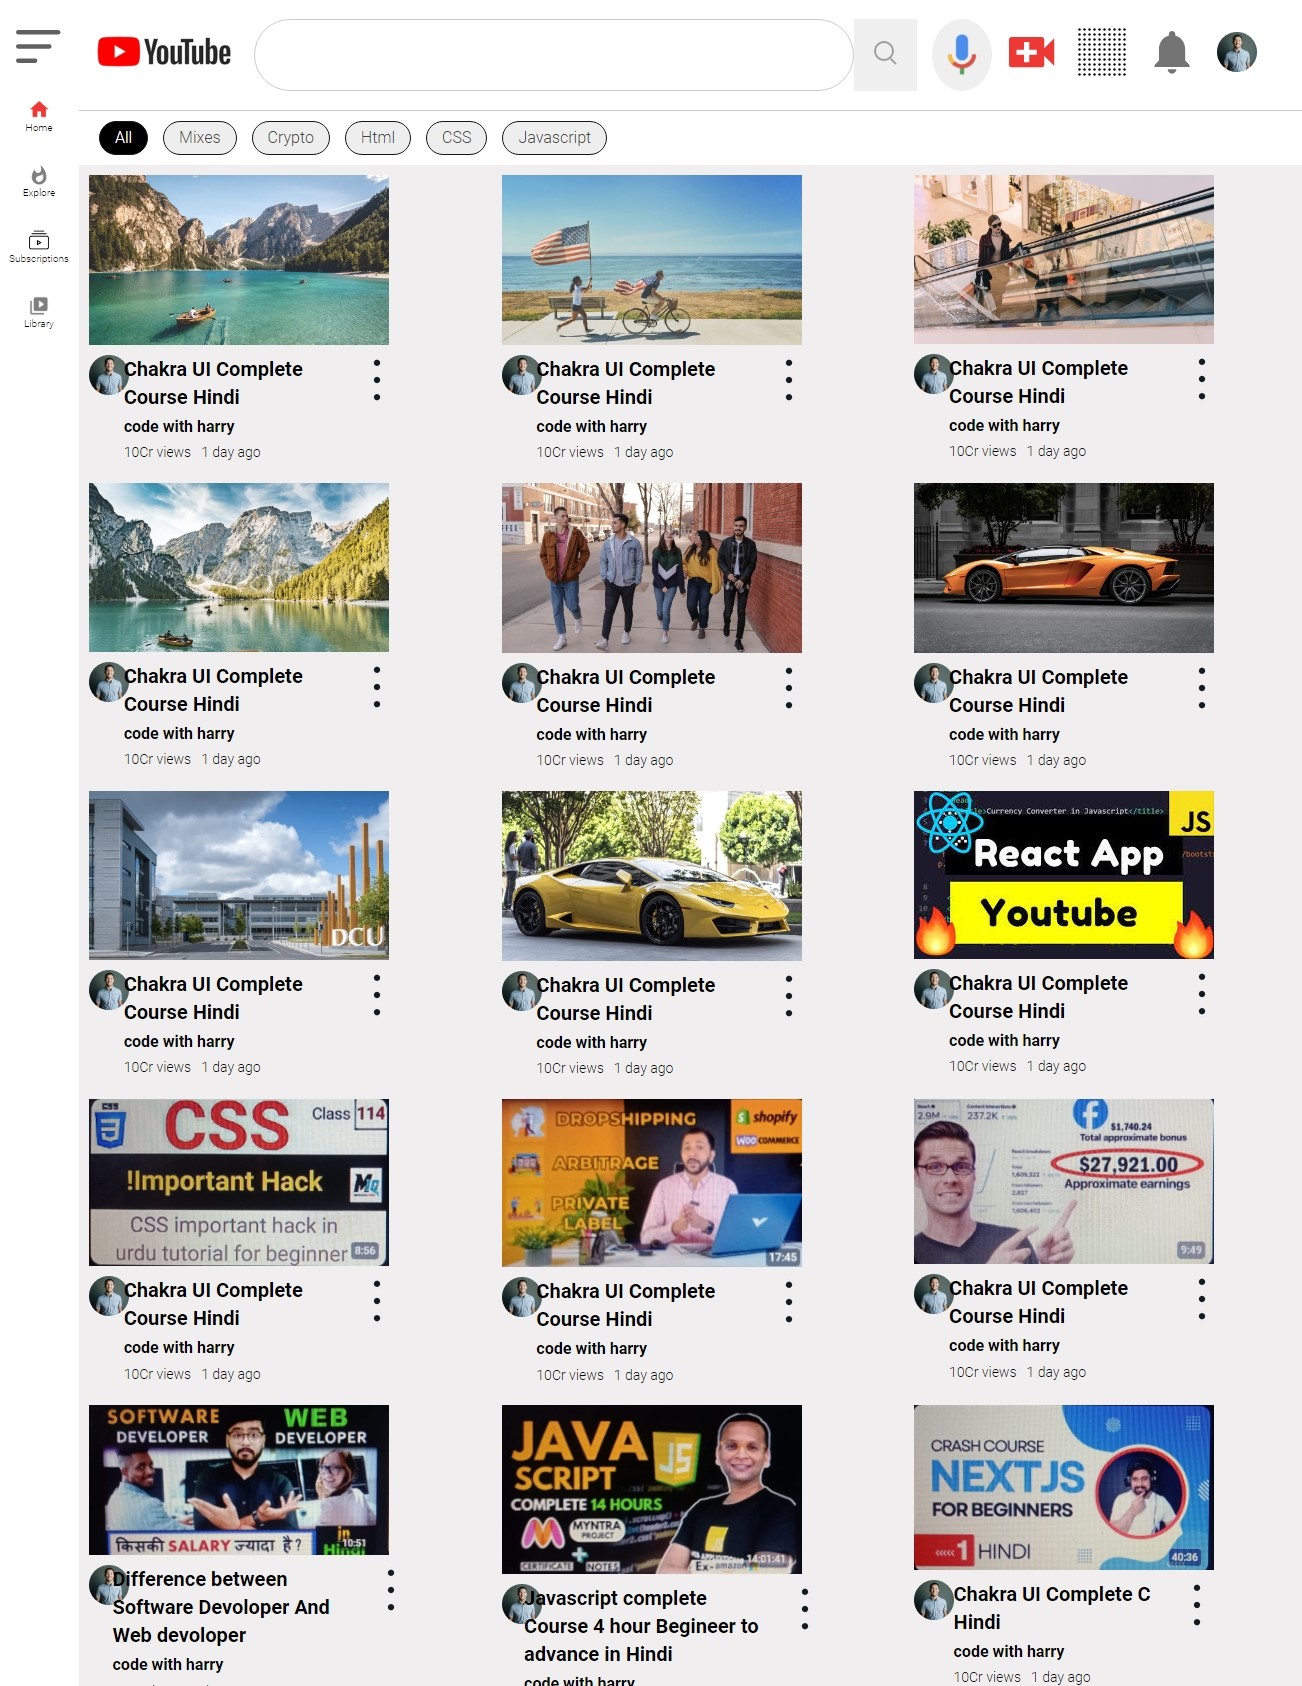 YouTube
Home
Explore
Subscriptions
Library
All
Mixes
Crypto
Html
CSS
Javascript
Chakra UI Complete
Course Hindi
code with harry
10Cr views 1 day ago
Chakra UI Complete
Course Hindi
code with harry
10Cr views 1 day ago
Chakra UI Complete
Course Hindi
code with harry
10Cr views 1 day ago
Chakra UI Complete
Course Hindi
code with harry
10Cr views 1 day ago
Chakra UI Complete
Course Hindi
code with harry
10Cr views 1 day ago
Chakra UI Complete
Course Hindi
code with harry
10Cr views 1 day ago
DCU
Chakra UI Complete
Course Hindi
code with harry
10Cr views 1 day ago
Chakra UI Complete
Course Hindi
code with harry
10Cr views 1 day ago
Currency Converter in Javascript</title>
JS
React App
Youtube
Chakra UI Complete
Course Hindi
code with harry
10Cr views 1 day ago
CSS
CSS
Class 114
!Important Hack
CSS important hack in
urdu tutorial for beginner
8:56
Chakra UI Complete
Course Hindi
code with harry
10Cr views 1 day ago
DROPSHIPPING
shopify
WOO COMMERCE
ARBITRAGE
PRIVATE
LABEL
17:45
Chakra UI Complete
Course Hindi
code with harry
10Cr views 1 day ago
2.9M
237.2K
$1,740.24
Total approximate bonus
$27,921.00
Approximate earnings
9:49
Chakra UI Complete
Course Hindi
code with harry
10Cr views 1 day ago
SOFTWARE
DEVELOPER
WEB
DEVELOPER
किसकी SALARY ज्यादा है ?
in
Hindi
10:51
Difference between
Software Devoloper And
Web devoloper
code with harry
JAVA
SCRIPT
JS
COMPLETE 14 HOURS
MYNTRA
PROJECT
CERTIFICATE + NOTES
Ex-amazon
14:01:41
Javascript complete
Course 4 hour Begineer to
advance in Hindi
code with harry
CRASH COURSE
NEXTJS
FOR BEGINNERS
1 HINDI
40:36
Chakra UI Complete C
Hindi
code with harry
10Cr views 1 day ago